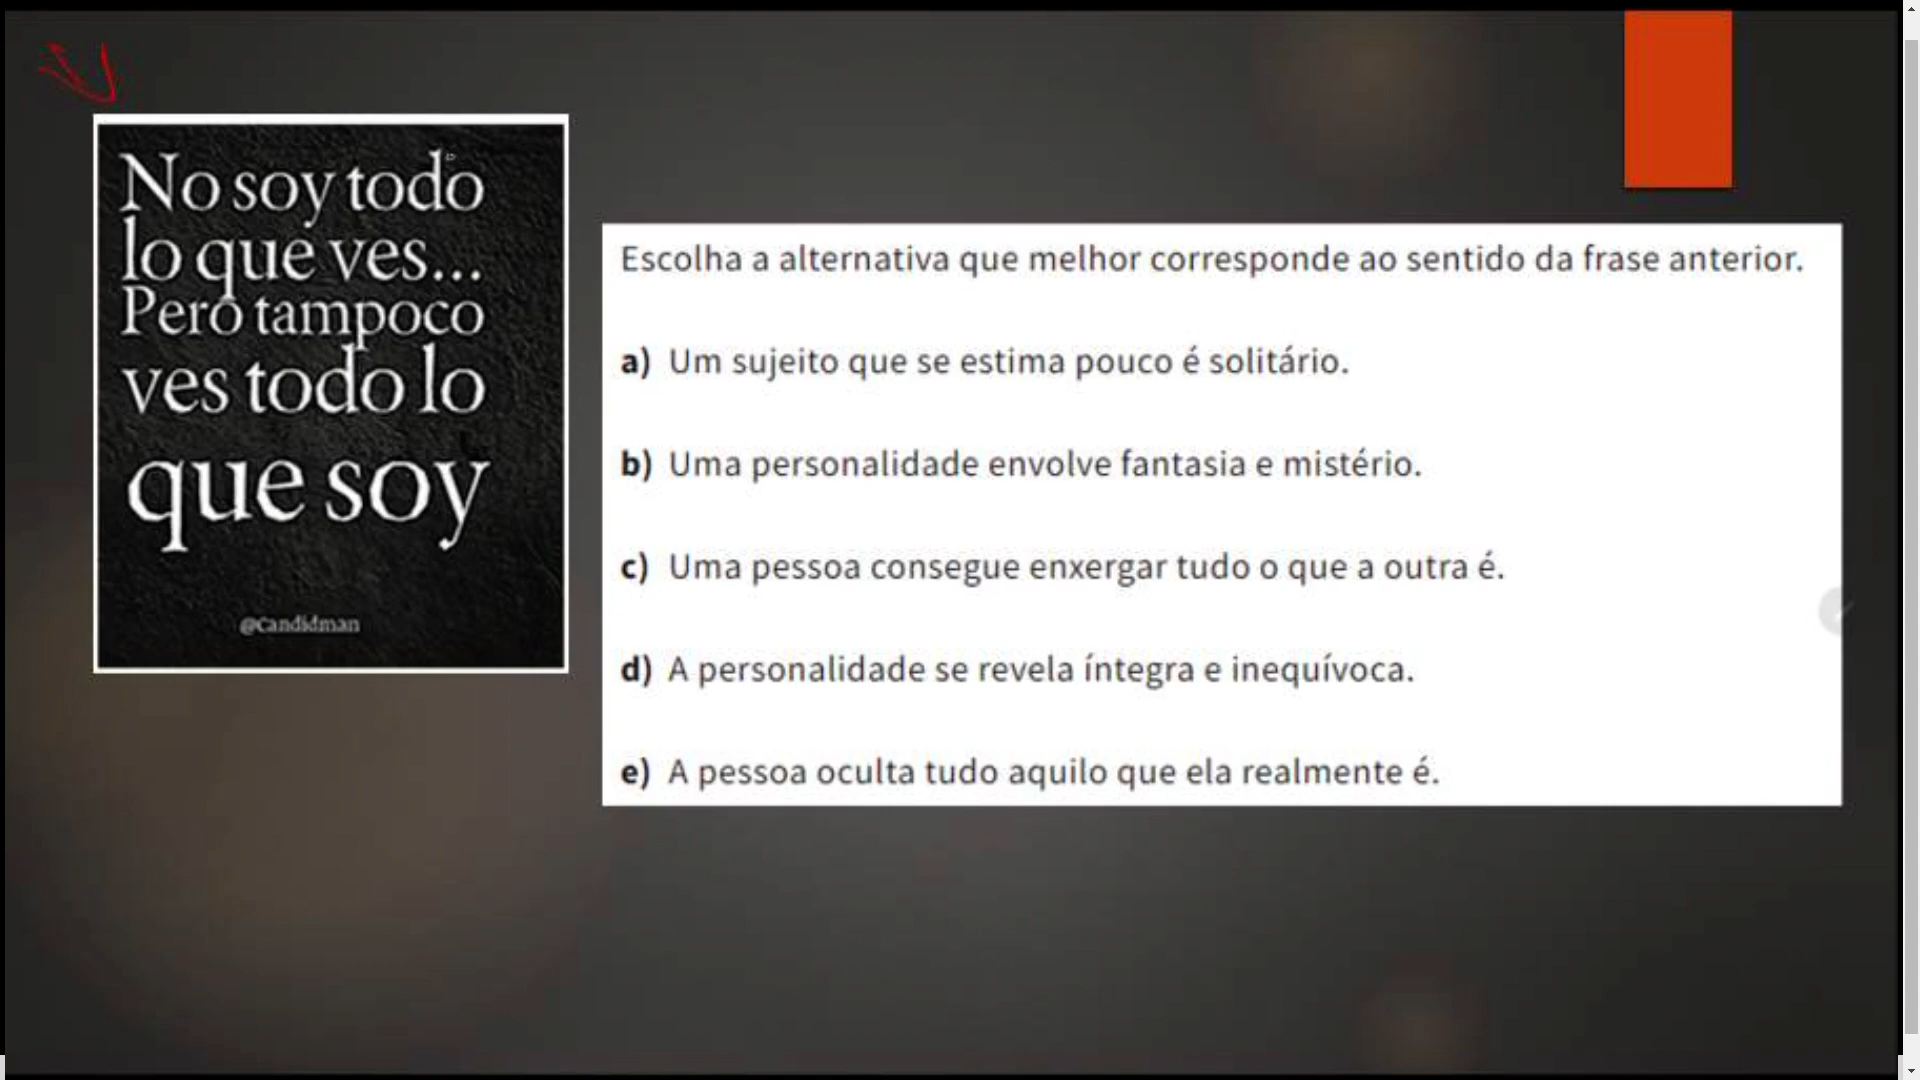 No soy todo
lo que ves...
Pero tampoco
ves todo lo
que soy
@Candidman
Escolha a alternativa que melhor corresponde ao sentido da frase anterior.
a) Um sujeito que se estima pouco é solitário.
b) Uma personalidade envolve fantasia e mistério.
c) Uma pessoa consegue enxergar tudo o que a outra é.
d) A personalidade se revela íntegra e inequívoca.
e) A pessoa oculta tudo aquilo que ela realmente é.